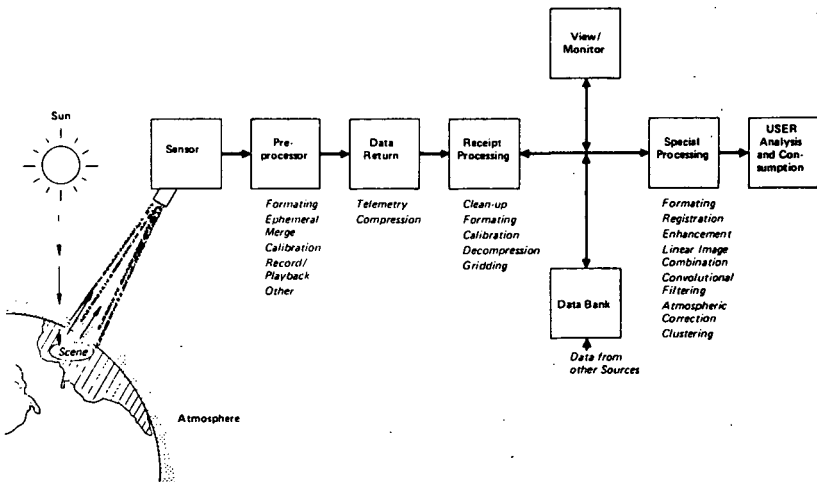 View/
Monitor
Sun
Sensor
Pre-
processor
Data
Return
Receipt
Processing
Special
Processing
USER
Analysis
and Con-
sumption
Formating
Ephemeral
Merge
Calibration
Record/
Playback
Other
Telemetry
Compression
Clean-up
Formating
Calibration
Decompression
Gridding
Formating
Registration
Enhancement
Linear Image
Combination
Convolutional
Filtering
Atmospheric
Correction
Clustering
Data Bank
Data from
other Sources
Scene
Atmosphere